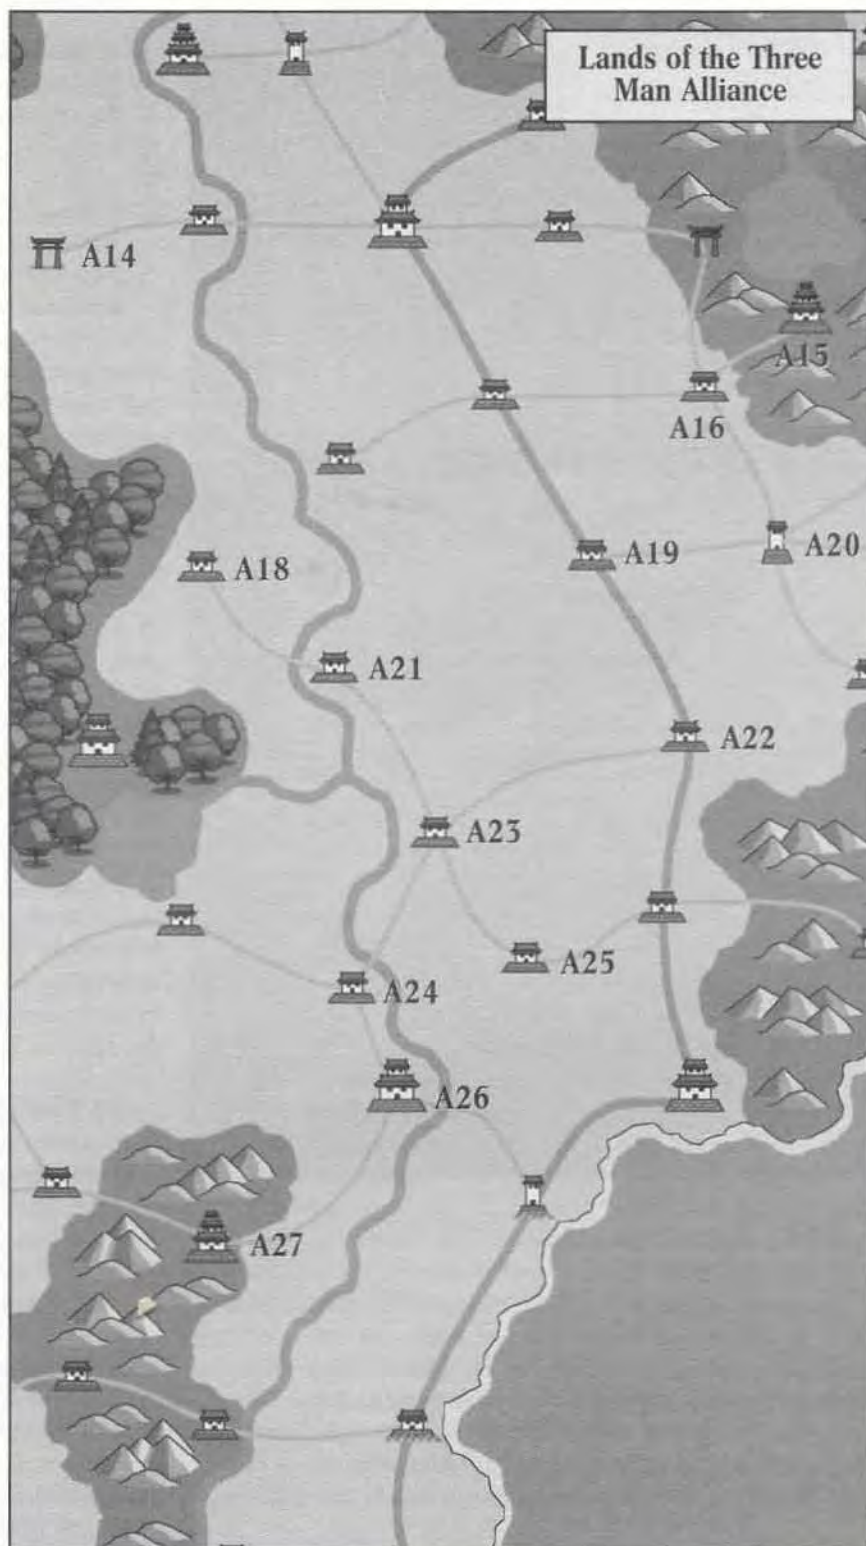 Lands of the Three
Man Alliance
A14
A15
A16
A18
A19
A20
A21
A22
A23
A24
A25
A26
A27